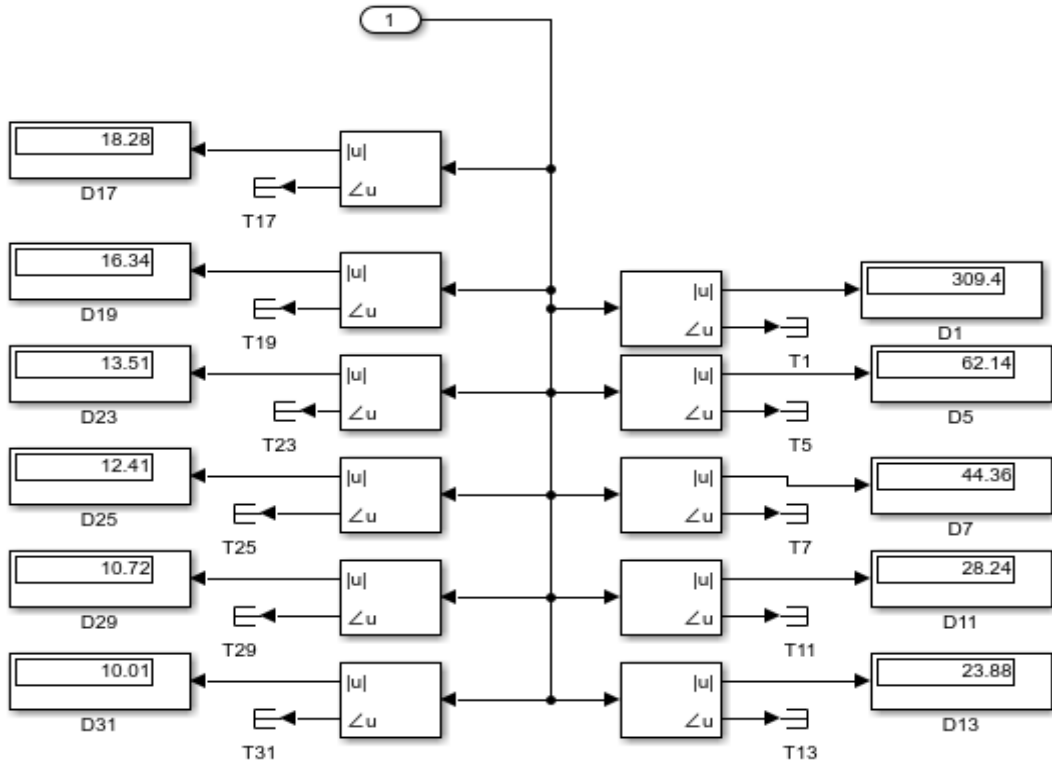 1
18.28
|u|
∠u
D17
T17
16.34
|u|
∠u
D19
T19
13.51
|u|
∠u
D23
T23
12.41
|u|
∠u
D25
T25
10.72
|u|
∠u
D29
T29
10.01
|u|
∠u
D31
T31
309.4
|u|
∠u
D1
T1
62.14
|u|
∠u
D5
T5
44.36
|u|
∠u
D7
T7
28.24
|u|
∠u
D11
T11
23.88
|u|
∠u
D13
T13